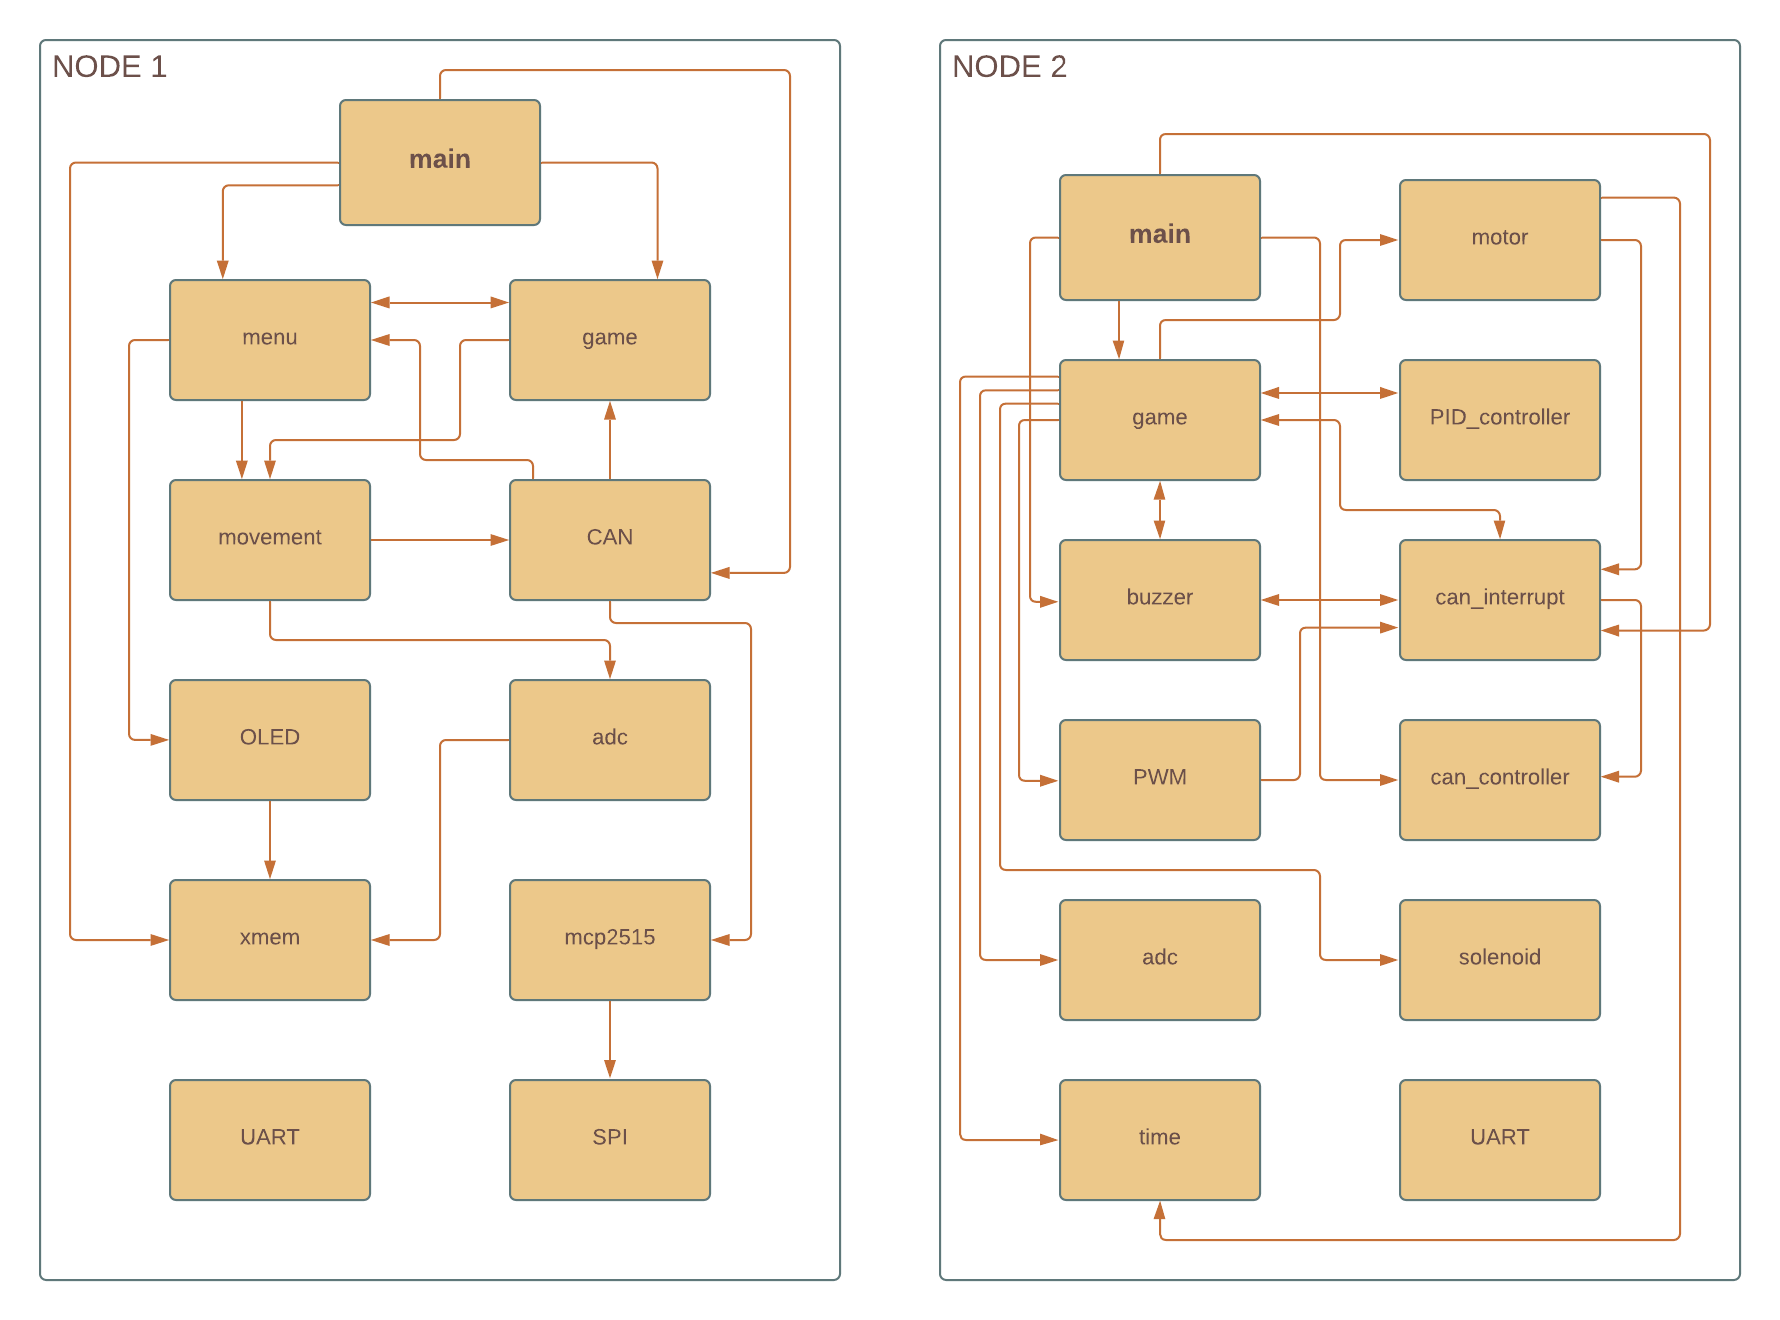 NODE 1
main
menu
game
movement
CAN
OLED
adc
xmem
mcp2515
UART
SPI
NODE 2
main
motor
game
PID_controller
buzzer
can_interrupt
PWM
can_controller
adc
solenoid
time
UART